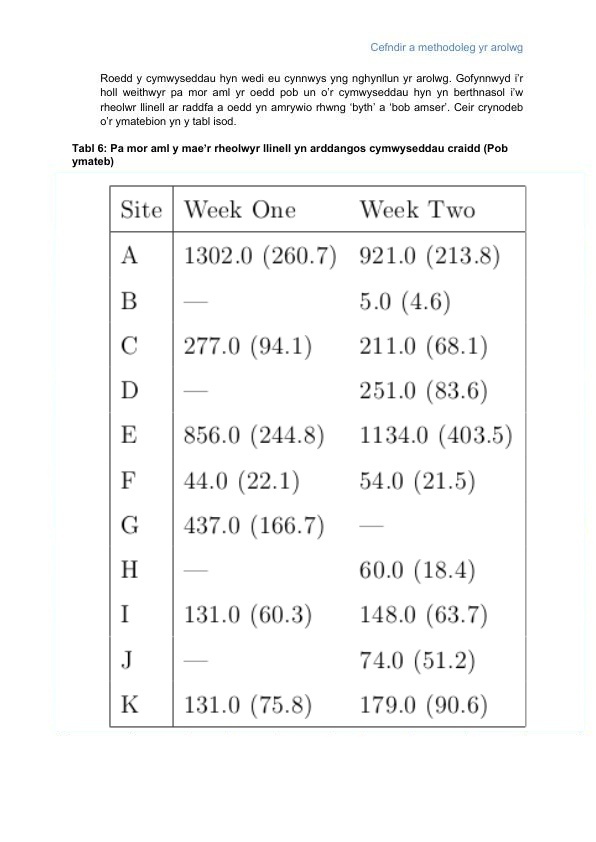 Cefndir a methodoleg yr arolwg
Roedd y cymwyseddau hyn wedi eu cynnwys yng nghynllun yr arolwg. Gofynnwyd i’r
holl weithwyr pa mor aml yr oedd pob un o’r cymwyseddau hyn yn berthnasol i’w
rheolwr llinell ar raddfa a oedd yn amrywio rhwng ‘byth’ a ‘bob amser’. Ceir crynodeb
o’r ymatebion yn y tabl isod.
Tabl 6: Pa mor aml y mae’r rheolwyr llinell yn arddangos cymwyseddau craidd (Pob
ymateb)
Site Week One Week Two
A 1302.0 (260.7) 921.0 (213.8)
B — 5.0 (4.6)
C 277.0 (94.1) 211.0 (68.1)
D — 251.0 (83.6)
E 856.0 (244.8) 1134.0 (403.5)
F 44.0 (22.1) 54.0 (21.5)
G 437.0 (166.7) —
H — 60.0 (18.4)
I 131.0 (60.3) 148.0 (63.7)
J — 74.0 (51.2)
K 131.0 (75.8) 179.0 (90.6)